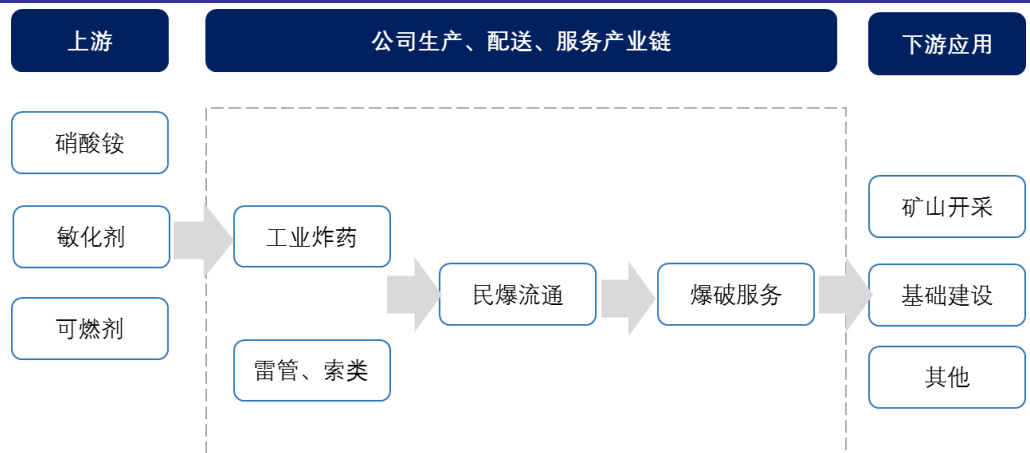 上游
公司生产、配送、服务产业链
下游应用
硝酸铵
敏化剂
可燃剂
工业炸药
雷管、索类
民爆流通
爆破服务
矿山开采
基础建设
其他